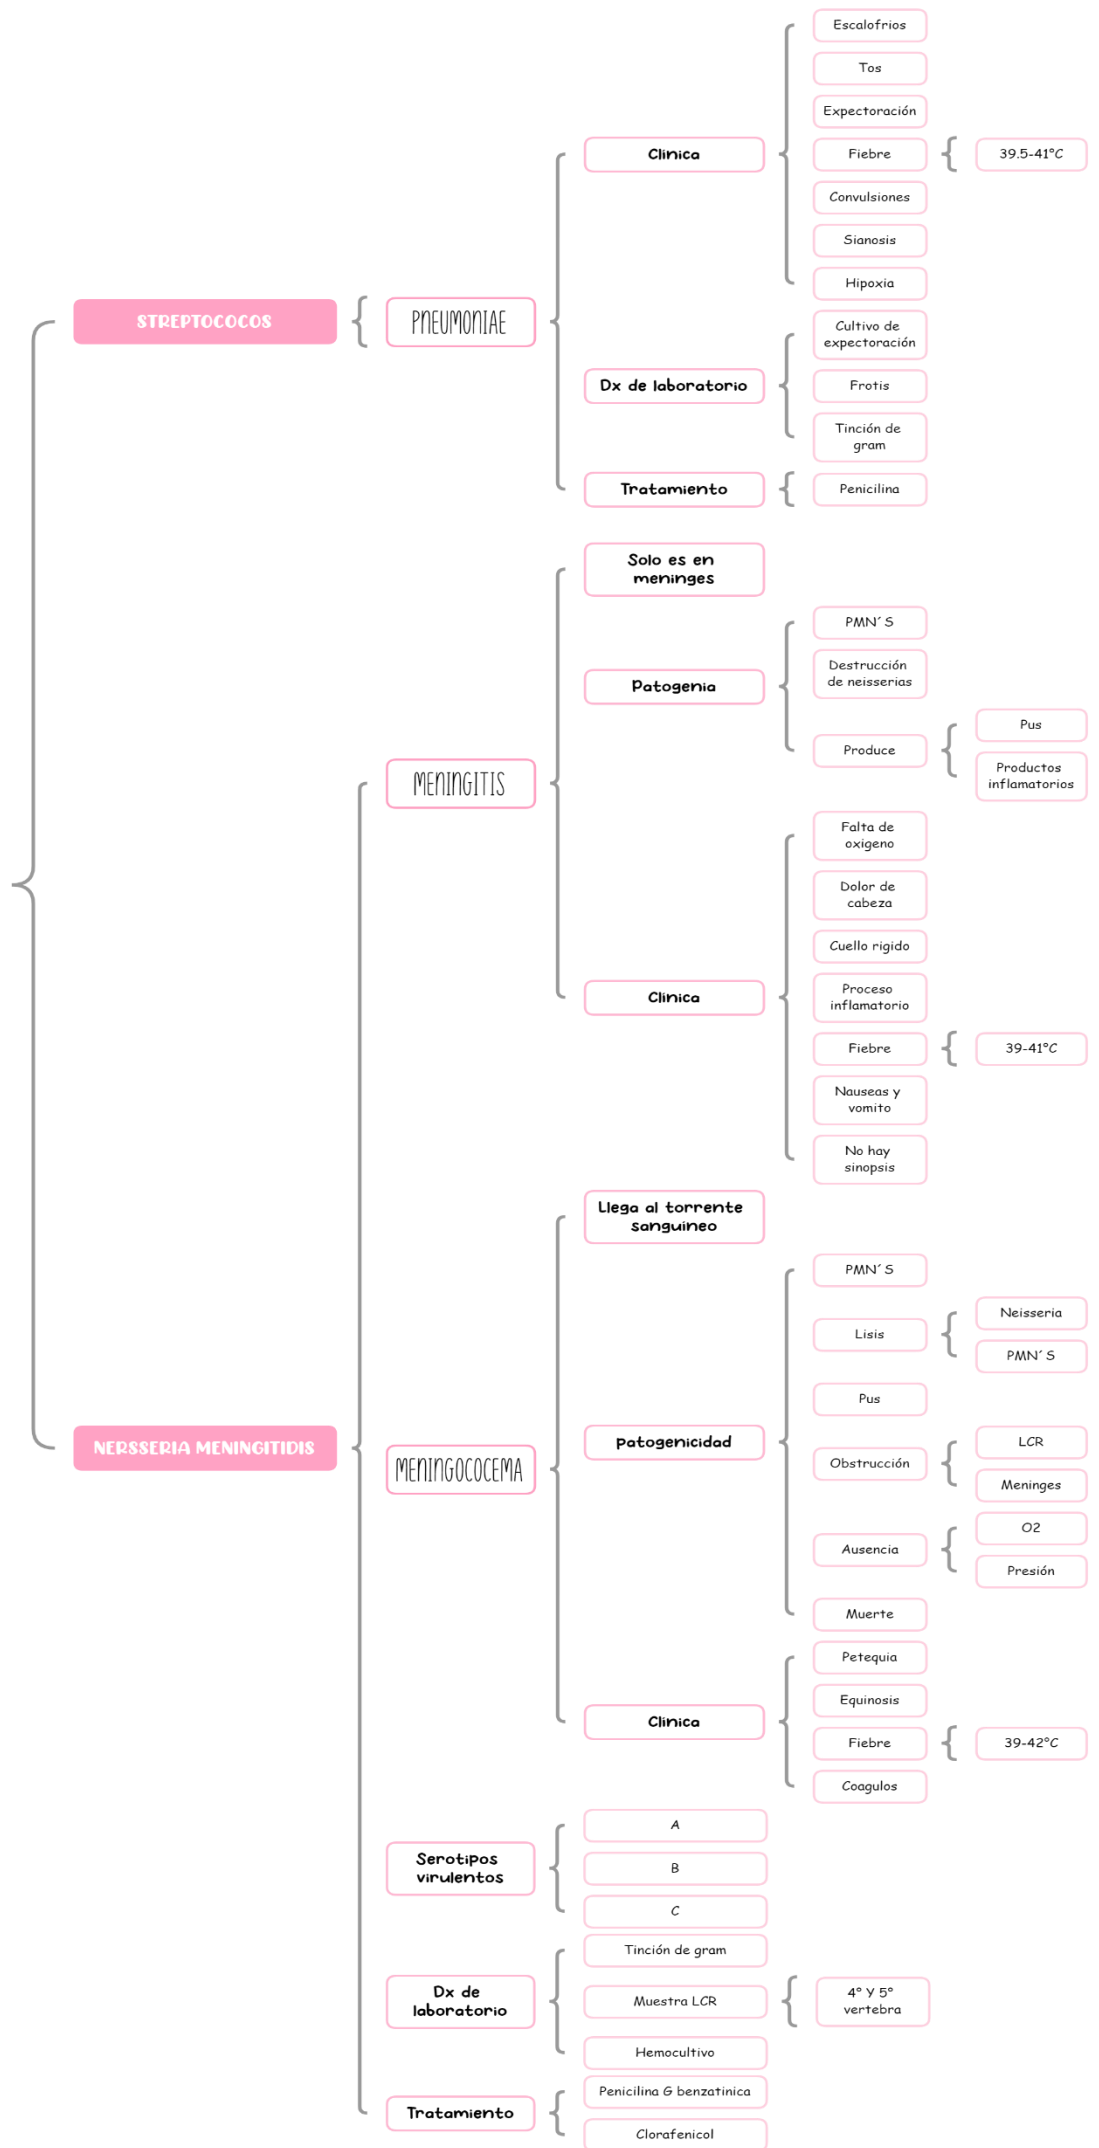 STREPTOCOCOS
PNEUMONIAE
Clinica
Escalofrios
Tos
Expectoración
Fiebre
39.5-41°C
Convulsiones
Sianosis
Hipoxia
Dx de laboratorio
Cultivo de
expectoración
Frotis
Tinción de
gram
Tratamiento
Penicilina
NERSSERIA MENINGITIDIS
MENINGITIS
Solo es en
meninges
Patogenia
PMN´S
Destrucción
de neisserias
Produce
Pus
Productos
inflamatorios
Clinica
Falta de
oxigeno
Dolor de
cabeza
Cuello rigido
Proceso
inflamatorio
Fiebre
39-41°C
Nauseas y
vomito
No hay
sinopsis
MENINGOCOCEMA
Llega al torrente
sanguineo
patogenicidad
PMN´S
Lisis
Neisseria
PMN´S
Pus
Obstrucción
LCR
Meninges
Ausencia
O2
Presión
Muerte
Clinica
Petequia
Equinosis
Fiebre
39-42°C
Coagulos
Serotipos
virulentos
A
B
C
Dx de
laboratorio
Tinción de gram
Muestra LCR
4° Y 5°
vertebra
Hemocultivo
Tratamiento
Penicilina G benzatinica
Clorafenicol